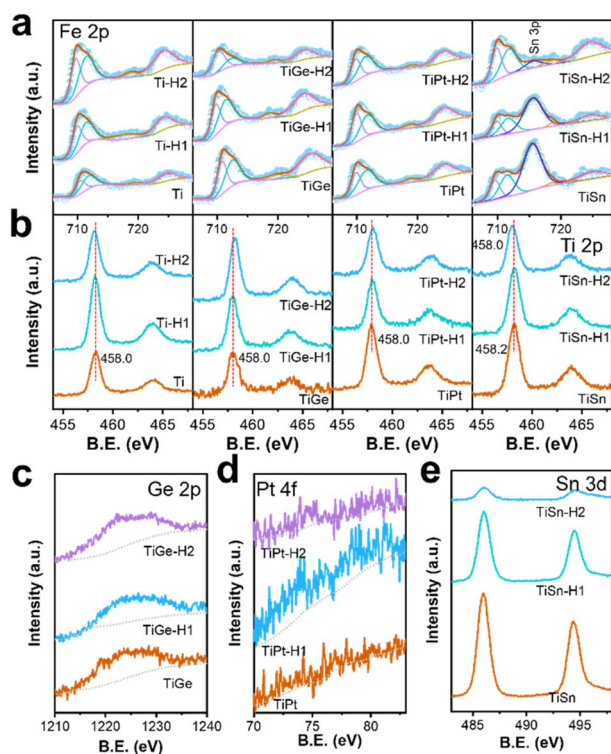 a
Fe 2p
Intensity (a.u.)
Ti-H2
Ti-H1
Ti
TiGe-H2
TiGe-H1
TiGe
TiPt-H2
TiPt-H1
TiPt
Sn 3p
TiSn-H2
TiSn-H1
TiSn
710 720 710 720 710 720 710 720
b
Ti 2p
Intensity (a.u.)
Ti-H2
Ti-H1
458.0
Ti
TiGe-H2
TiGe-H1
458.0
TiGe
TiPt-H2
TiPt-H1
458.0
TiPt
458.0
TiSn-H2
TiSn-H1
458.2
TiSn
455 460 465 455 460 465 455 460 465 455 460 465
B.E. (eV) B.E. (eV) B.E. (eV) B.E. (eV)
c
Ge 2p
Intensity (a.u.)
TiGe-H2
TiGe-H1
TiGe
1210 1220 1230 1240
B.E. (eV)
d
Pt 4f
Intensity (a.u.)
TiPt-H2
TiPt-H1
TiPt
70 75 80
B.E. (eV)
e
Sn 3d
Intensity (a.u.)
TiSn-H2
TiSn-H1
TiSn
485 490 495
B.E. (eV)